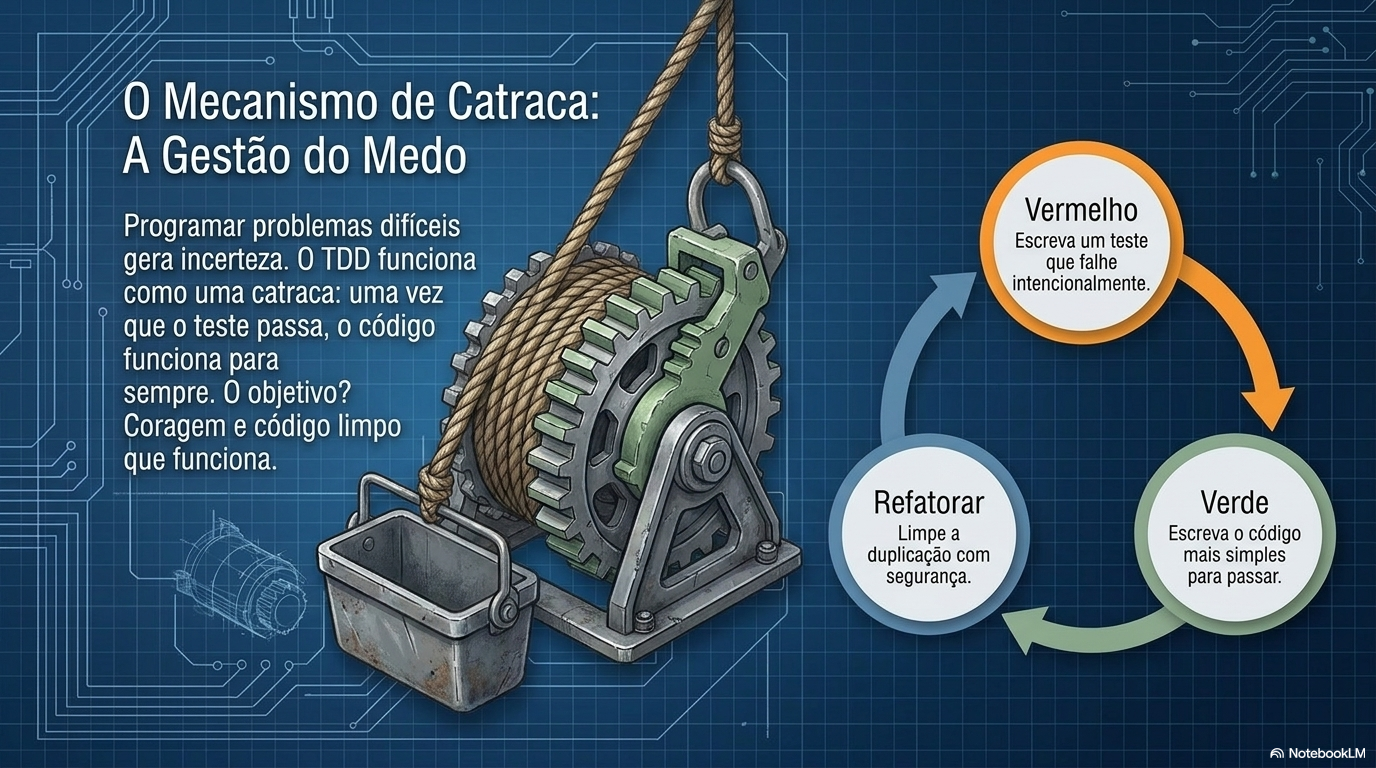 O Mecanismo de Catraca:
A Gestão do Medo
Programar problemas difíceis
gera incerteza. O TDD funciona
como uma catraca: uma vez
que o teste passa, o código
funciona para
sempre. O objetivo?
Coragem e código limpo
que funciona.
Vermelho
Escreva um teste
que falhe
intencionalmente.
Verde
Escreva o código
mais simples
para passar.
Refatorar
Limpe a
duplicação com
segurança.
NotebookLM